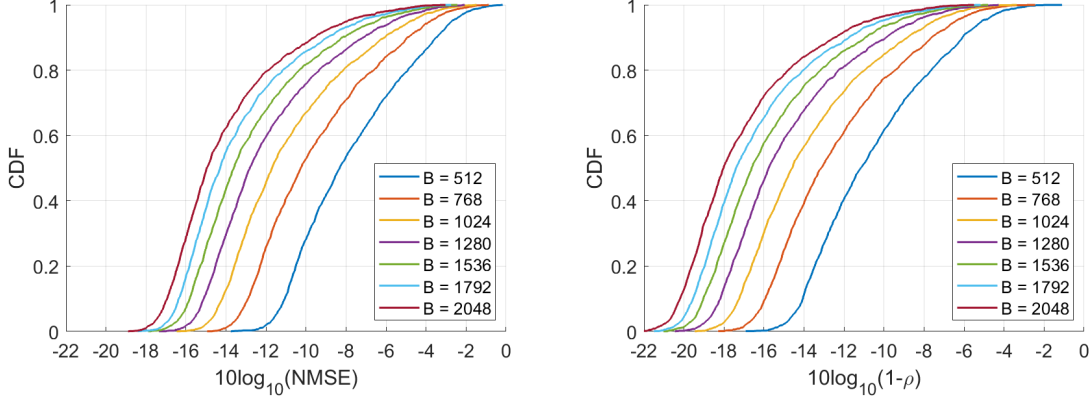 1
0.8
0.6
0.4
0.2
0
CDF
-22 -20 -18 -16 -14 -12 -10 -8 -6 -4 -2 0
10log10(NMSE)
B = 512
B = 768
B = 1024
B = 1280
B = 1536
B = 1792
B = 2048
1
0.8
0.6
0.4
0.2
0
CDF
-22 -20 -18 -16 -14 -12 -10 -8 -6 -4 -2 0
10log10(1-ρ)
B = 512
B = 768
B = 1024
B = 1280
B = 1536
B = 1792
B = 2048